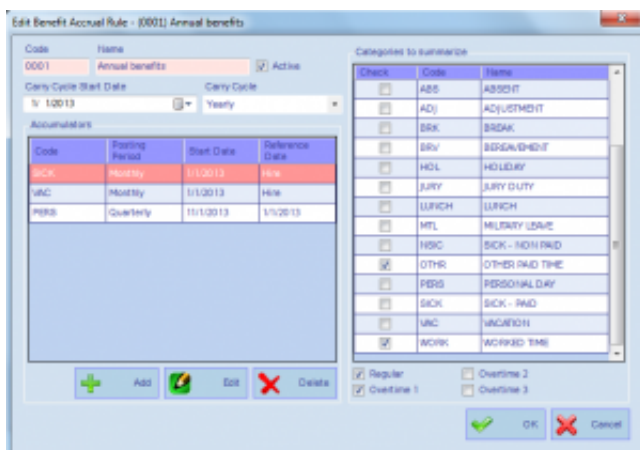 Edit Benefit Accrual Rule - (0001) Annual benefits
Code Name
0001 Annual benefits Active
Carry Cycle Start Date Carry Cycle
1/ 1/2013 Yearly
Accumulators
Code Posting Period Start Date Reference Date
SICK Monthly 1/1/2013 Hire
VAC Monthly 1/1/2013 Hire
PERS Quarterly 11/1/2013 1/1/2013
Add Edit Delete
Categories to summarize
Check Code Name
ABS ABSENT
ADJ ADJUSTMENT
BRK BREAK
BRV BEREAVEMENT
HOL HOLIDAY
JURY JURY DUTY
LUNCH LUNCH
MTL MILITARY LEAVE
NSIC SICK - NON PAID
OTHR OTHER PAID TIME
PERS PERSONAL DAY
SICK SICK - PAID
VAC VACATION
WORK WORKED TIME
Regular Overtime 2
Overtime 1 Overtime 3
OK Cancel